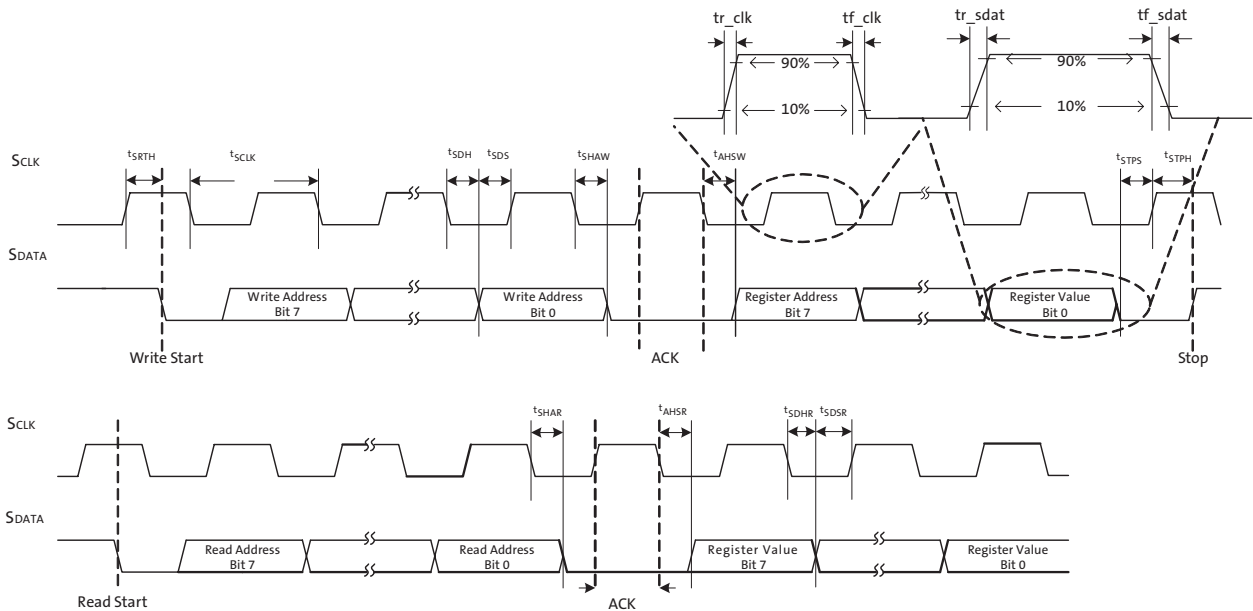 tr_clk tf_clk tr_sdat tf_sdat
90% 90%
10% 10%
SCLK
tSRTH tSCLK tSDH tSDS tSHAW tAHSW tSTPS tSTPH
SDATA
Write Address Bit 7
Write Address Bit 0
Register Address Bit 7
Register Value Bit 0
Write Start ACK Stop
SCLK
tSHAR tAHSR tSDHR tSDSR
SDATA
Read Address Bit 7
Read Address Bit 0
Register Value Bit 7
Register Value Bit 0
Read Start ACK